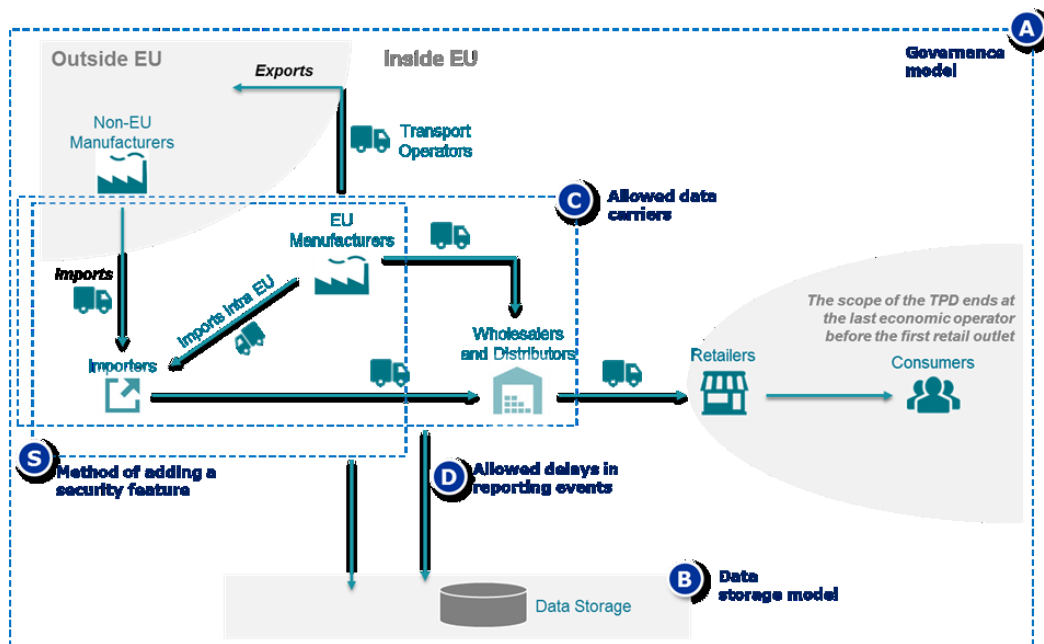 A
Governance
model
Outside EU
Inside EU
Exports
Non-EU
Manufacturers
Transport
Operators
C
Allowed data
carriers
EU
Manufacturers
Imports
Imports intra EU
The scope of the TPD ends at
the last economic operator
before the first retail outlet
Wholesalers
and Distributors
Retailers
Consumers
Importers
S
Method of adding a
security feature
D
Allowed delays in
reporting events
B
Data
storage model
Data Storage